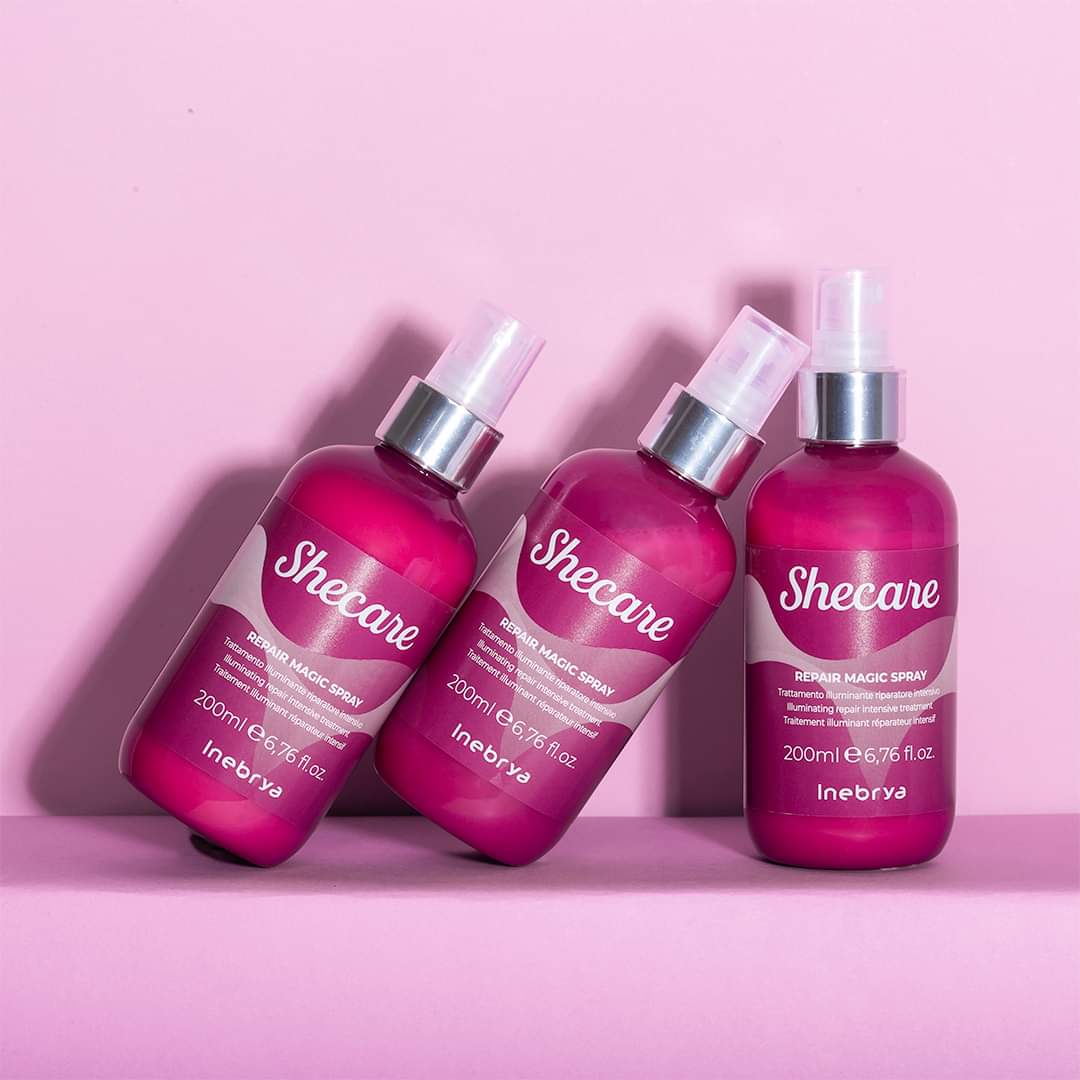 Shecare
REPAIR MAGIC SPRAY
Trattamento illuminante riparatore intensivo
Illuminating repair intensive treatment
Traitement illuminant réparateur intensif
200ml ℮ 6,76 fl.oz.
Inebrya
Shecare
REPAIR MAGIC SPRAY
Trattamento illuminante riparatore intensivo
Illuminating repair intensive treatment
Traitement illuminant réparateur intensif
200ml ℮ 6,76 fl.oz.
Inebrya
Shecare
REPAIR MAGIC SPRAY
Trattamento illuminante riparatore intensivo
Illuminating repair intensive treatment
Traitement illuminant réparateur intensif
200ml ℮ 6,76 fl.oz.
Inebrya